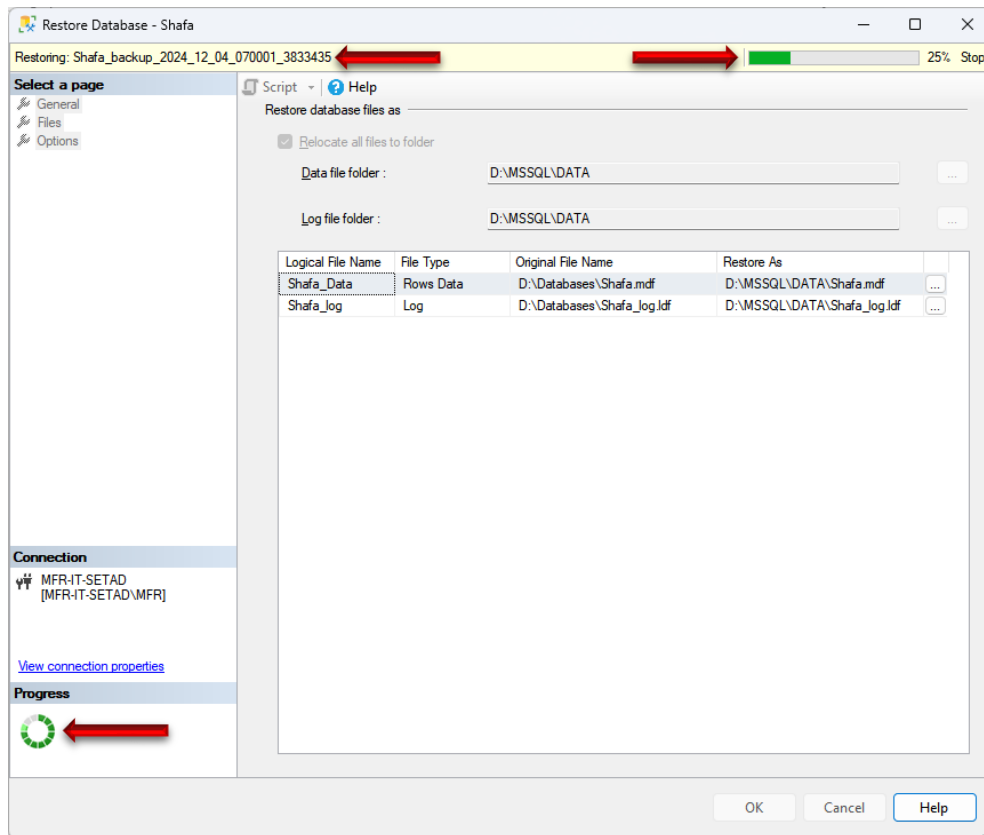 Restore Database - Shafa
Restoring: Shafa_backup_2024_12_04_070001_3833435
25% Stop
Select a page
General
Files
Options
Script
Help
Restore database files as
Relocate all files to folder
Data file folder :
D:\MSSQL\DATA
...
Log file folder :
D:\MSSQL\DATA
...
Logical File Name File Type Original File Name Restore As
Shafa_Data Rows Data D:\Databases\Shafa.mdf D:\MSSQL\DATA\Shafa.mdf ...
Shafa_log Log D:\Databases\Shafa_log.ldf D:\MSSQL\DATA\Shafa_log.ldf ...
Connection
MFR-IT-SETAD
[MFR-IT-SETAD\MFR]
View connection properties
Progress
OK Cancel Help